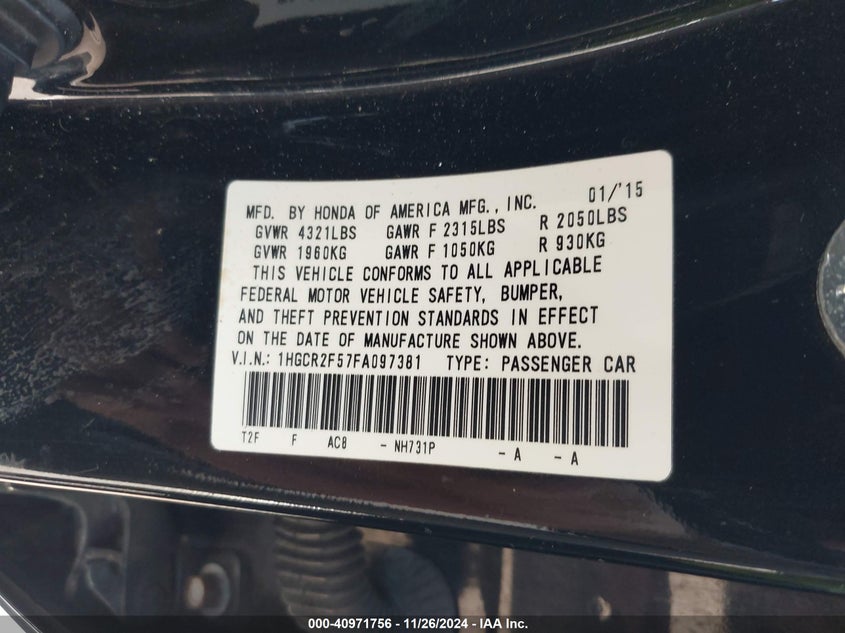 MFD. BY HONDA OF AMERICA MFG., INC. 01/'15
GVWR 4321LBS GAWR F 2315LBS R 2050LBS
GVWR 1960KG GAWR F 1050KG R 930KG
THIS VEHICLE CONFORMS TO ALL APPLICABLE
FEDERAL MOTOR VEHICLE SAFETY, BUMPER,
AND THEFT PREVENTION STANDARDS IN EFFECT
ON THE DATE OF MANUFACTURE SHOWN ABOVE.
V.I.N.: 1HGCR2F57FA097381 TYPE: PASSENGER CAR
T2F F AC8 - NH731P - A - A
000-40971756 - 11/26/2024 - IAA Inc.